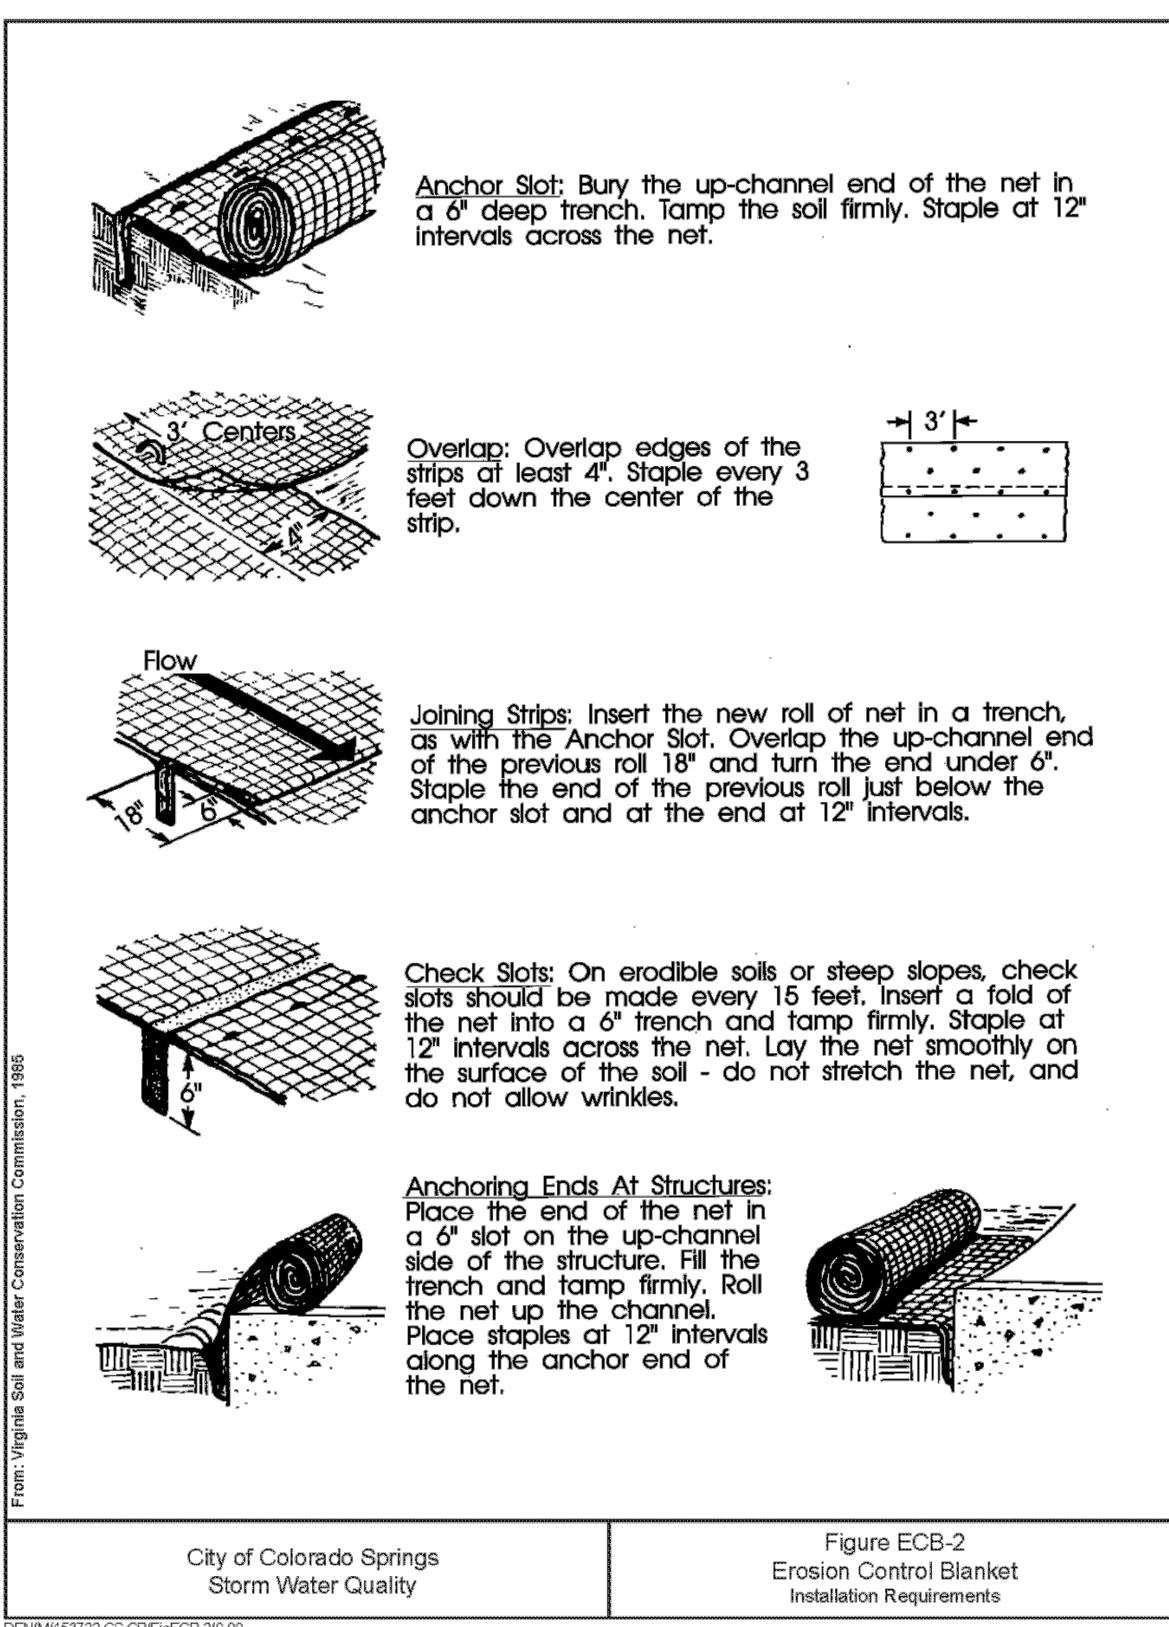 Anchor Slot: Bury the up-channel end of the net in
a 6" deep trench. Tamp the soil firmly. Staple at 12"
intervals across the net.
3' Centers
4"
Overlap: Overlap edges of the
strips at least 4". Staple every 3
feet down the center of the
strip.
3'
Flow
18"
6"
Joining Strips: Insert the new roll of net in a trench,
as with the Anchor Slot. Overlap the up-channel end
of the previous roll 18" and turn the end under 6".
Staple the end of the previous roll just below the
anchor slot and at the end at 12" intervals.
6"
Check Slots: On erodible soils or steep slopes, check
slots should be made every 15 feet. Insert a fold of
the net into a 6" trench and tamp firmly. Staple at
12" intervals across the net. Lay the net smoothly on
the surface of the soil - do not stretch the net, and
do not allow wrinkles.
Anchoring Ends At Structures:
Place the end of the net in
a 6" slot on the up-channel
side of the structure. Fill the
trench and tamp firmly. Roll
the net up the channel.
Place staples at 12" intervals
along the anchor end of
the net.
From: Virginia Soil and Water Conservation Commission, 1985
City of Colorado Springs
Storm Water Quality
Figure ECB-2
Erosion Control Blanket
Installation Requirements